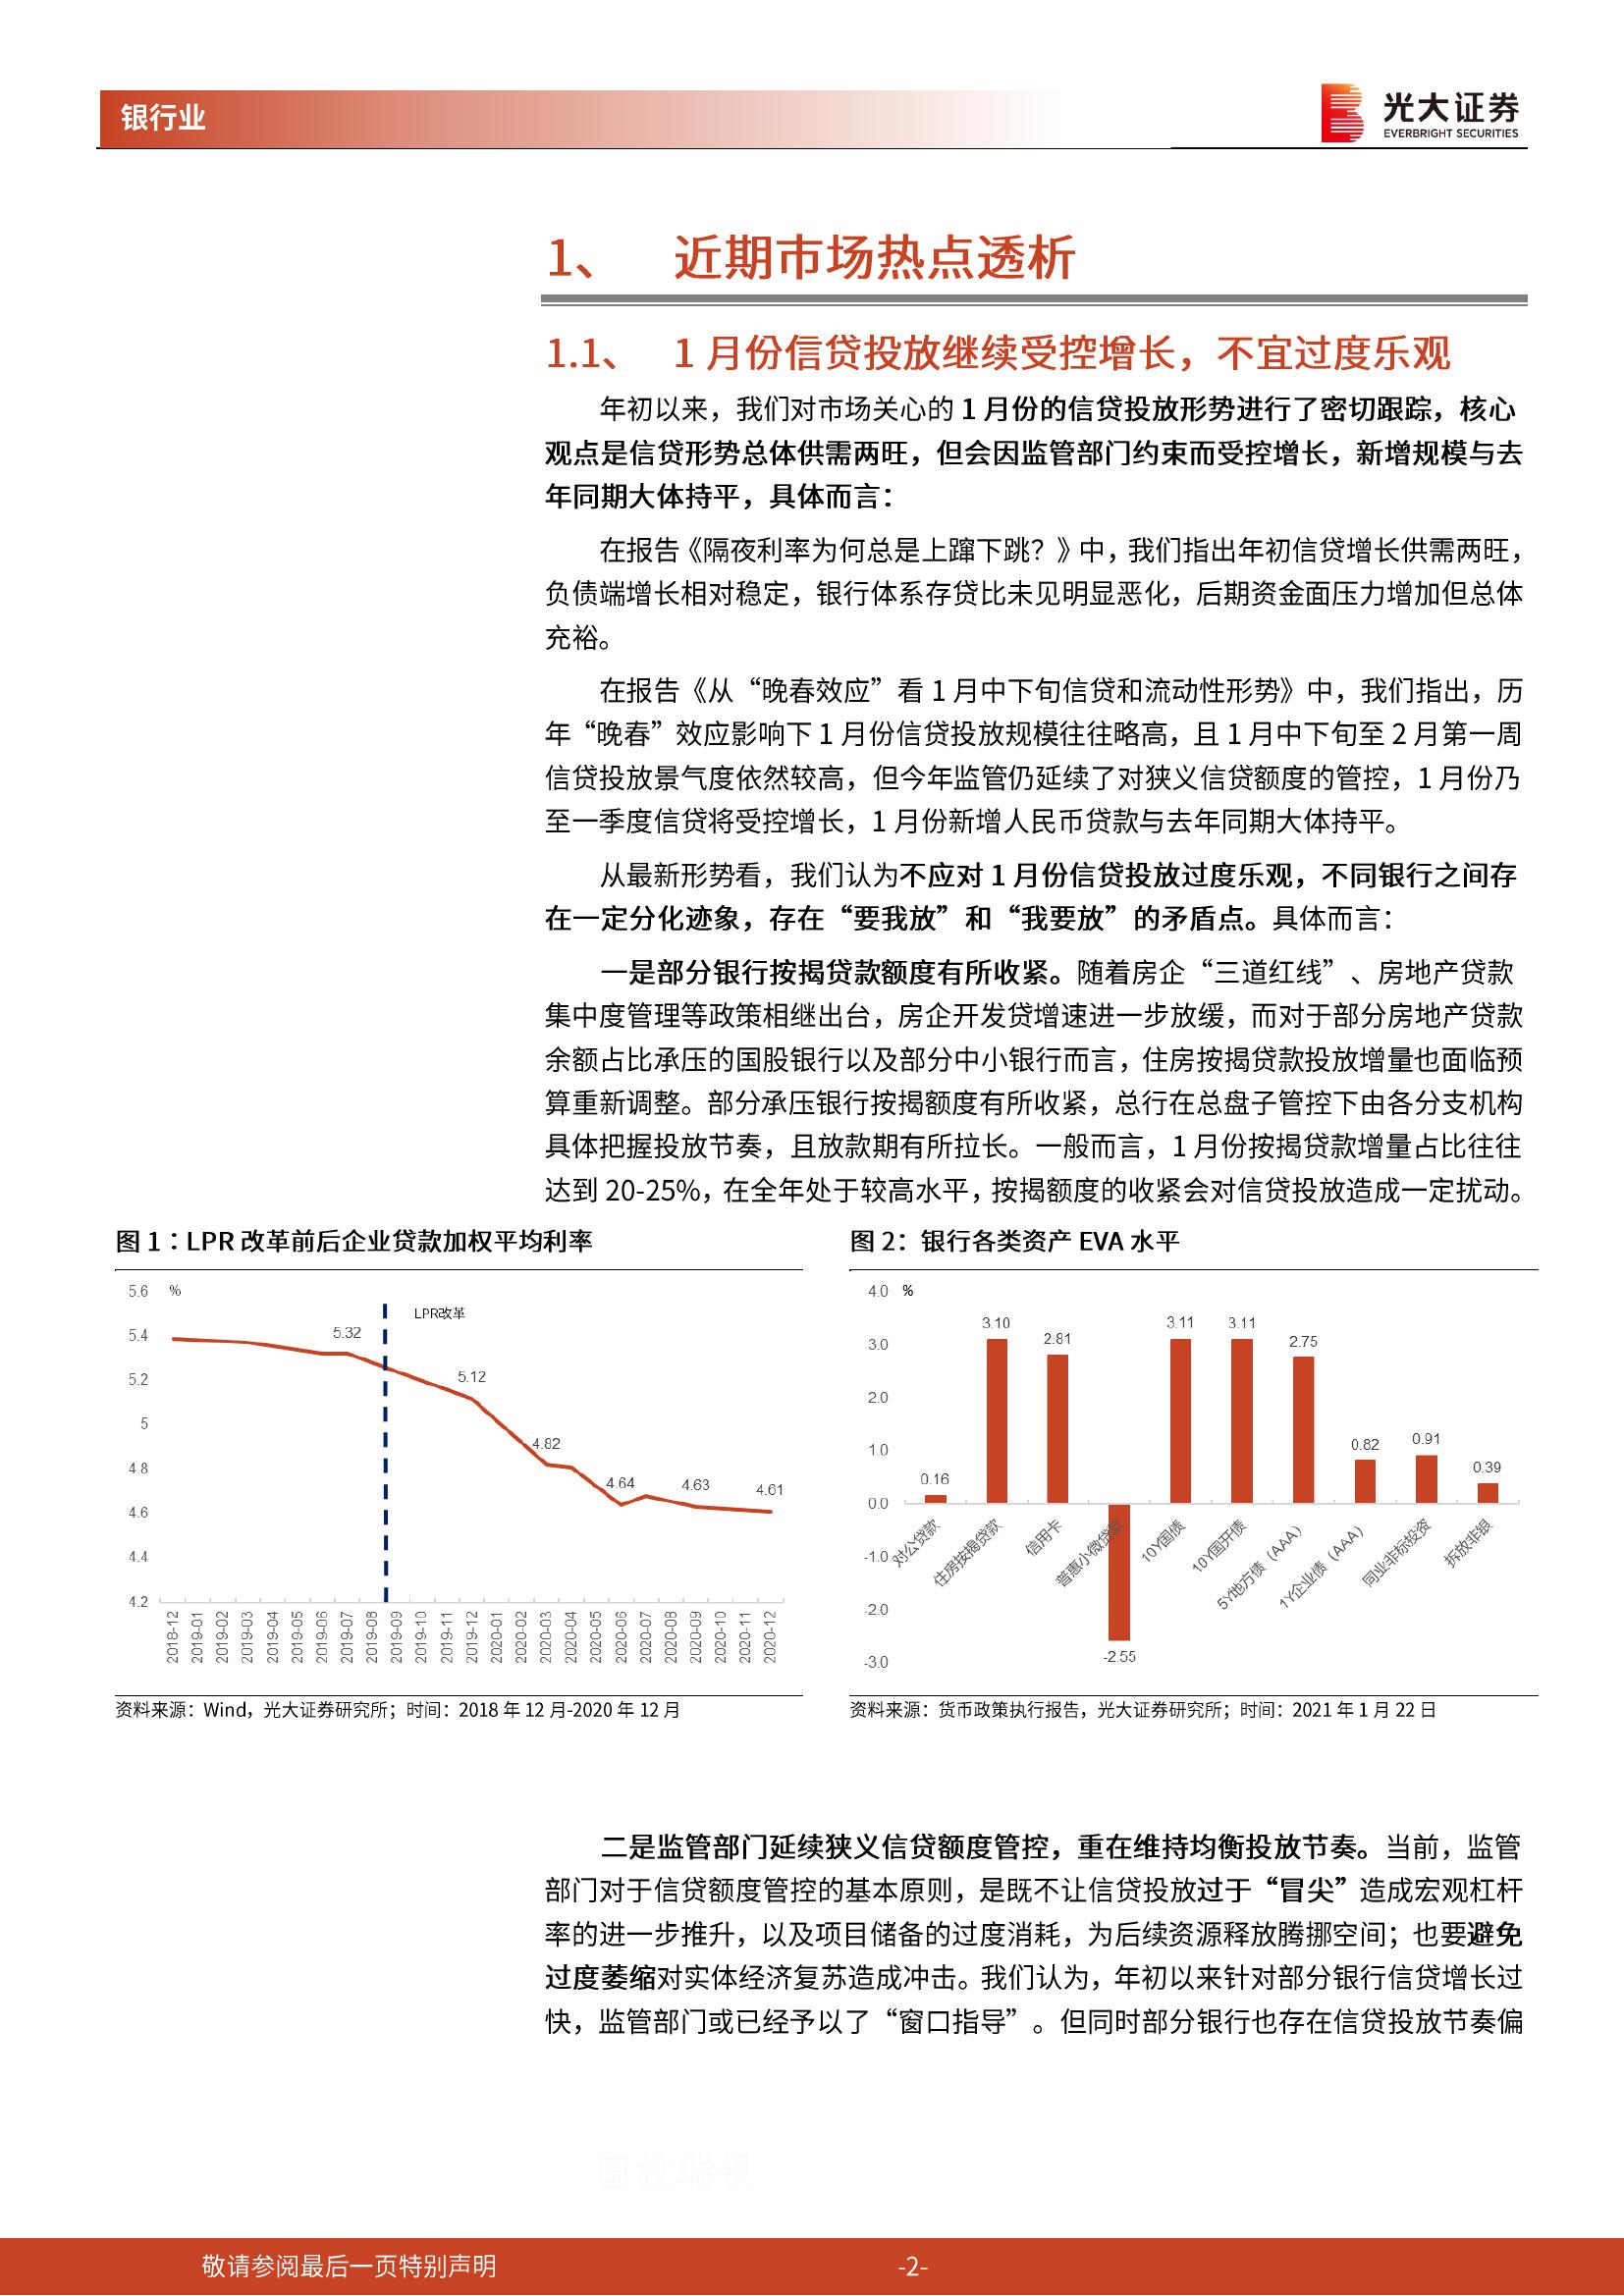 银行业
光大证券
EVERBRIGHT SECURITIES
1、 近期市场热点透析
1.1、 1 月份信贷投放继续受控增长，不宜过度乐观
年初以来，我们对市场关心的 1 月份的信贷投放形势进行了密切跟踪，核心
观点是信贷形势总体供需两旺，但会因监管部门约束而受控增长，新增规模与去
年同期大体持平，具体而言：
在报告《隔夜利率为何总是上蹿下跳？》中，我们指出年初信贷增长供需两旺，
负债端增长相对稳定，银行体系存贷比未见明显恶化，后期资金面压力增加但总体
充裕。
在报告《从“晚春效应”看 1 月中下旬信贷和流动性形势》中，我们指出，历
年“晚春”效应影响下 1 月份信贷投放规模往往略高，且 1 月中下旬至 2 月第一周
信贷投放景气度依然较高，但今年监管仍延续了对狭义信贷额度的管控，1 月份乃
至一季度信贷将受控增长，1 月份新增人民币贷款与去年同期大体持平。
从最新形势看，我们认为不应对 1 月份信贷投放过度乐观，不同银行之间存
在一定分化迹象，存在“要我放”和“我要放”的矛盾点。具体而言：
一是部分银行按揭贷款额度有所收紧。随着房企“三道红线”、房地产贷款
集中度管理等政策相继出台，房企开发贷增速进一步放缓，而对于部分房地产贷款
余额占比承压的国股银行以及部分中小银行而言，住房按揭贷款投放增量也面临预
算重新调整。部分承压银行按揭额度有所收紧，总行在总盘子管控下由各分支机构
具体把握投放节奏，且放款期有所拉长。一般而言，1 月份按揭贷款增量占比往往
达到 20-25%，在全年处于较高水平，按揭额度的收紧会对信贷投放造成一定扰动。
图 1：LPR 改革前后企业贷款加权平均利率
5.6
%
5.4
5.2
5
4.8
4.6
4.4
4.2
LPR改革
5.32
5.12
4.82
4.64
4.63
4.61
2018-12
2019-01
2019-02
2019-03
2019-04
2019-05
2019-06
2019-07
2019-08
2019-09
2019-10
2019-11
2019-12
2020-01
2020-02
2020-03
2020-04
2020-05
2020-06
2020-07
2020-08
2020-09
2020-10
2020-11
2020-12
资料来源：Wind，光大证券研究所；时间：2018 年 12 月-2020 年 12 月
图 2：银行各类资产 EVA 水平
4.0
%
3.0
2.0
1.0
0.0
-1.0
-2.0
-3.0
0.16
3.10
2.81
-2.55
3.11
3.11
2.75
0.82
0.91
0.39
对公贷款
住房按揭贷款
信用卡
普惠小微贷款
10Y国债
10Y国开债
5Y地方债（AAA）
1Y企业债（AAA）
同业非标投资
拆放非银
资料来源：货币政策执行报告，光大证券研究所；时间：2021 年 1 月 22 日
二是监管部门延续狭义信贷额度管控，重在维持均衡投放节奏。当前，监管
部门对于信贷额度管控的基本原则，是既不让信贷投放过于“冒尖”造成宏观杠杆
率的进一步推升，以及项目储备的过度消耗，为后续资源释放腾挪空间；也要避免
过度萎缩对实体经济复苏造成冲击。我们认为，年初以来针对部分银行信贷增长过
快，监管部门或已经予以了“窗口指导”。但同时部分银行也存在信贷投放节奏偏
国投瑞银
敬请参阅最后一页特别声明
-2-